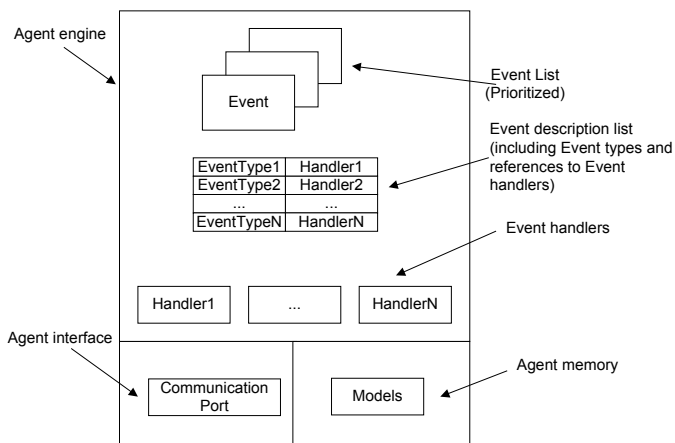 Agent engine
Event
Event List
(Prioritized)
Event description list
(including Event types and
references to Event
handlers)
EventType1 Handler1
EventType2 Handler2
... ...
EventTypeN HandlerN
Event handlers
Handler1 ... HandlerN
Agent interface
Communication
Port
Models
Agent memory